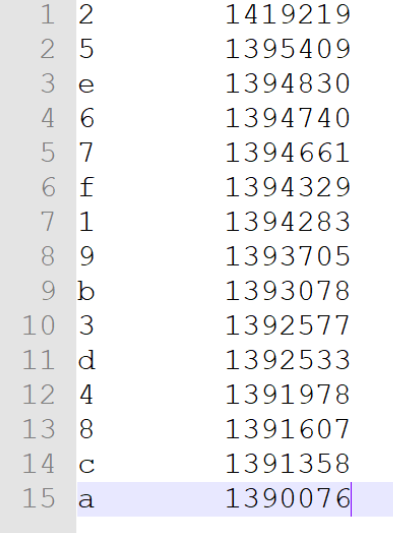 1 2 1419219
2 5 1395409
3 e 1394830
4 6 1394740
5 7 1394661
6 f 1394329
7 1 1394283
8 9 1393705
9 b 1393078
10 3 1392577
11 d 1392533
12 4 1391978
13 8 1391607
14 c 1391358
15 a 1390076